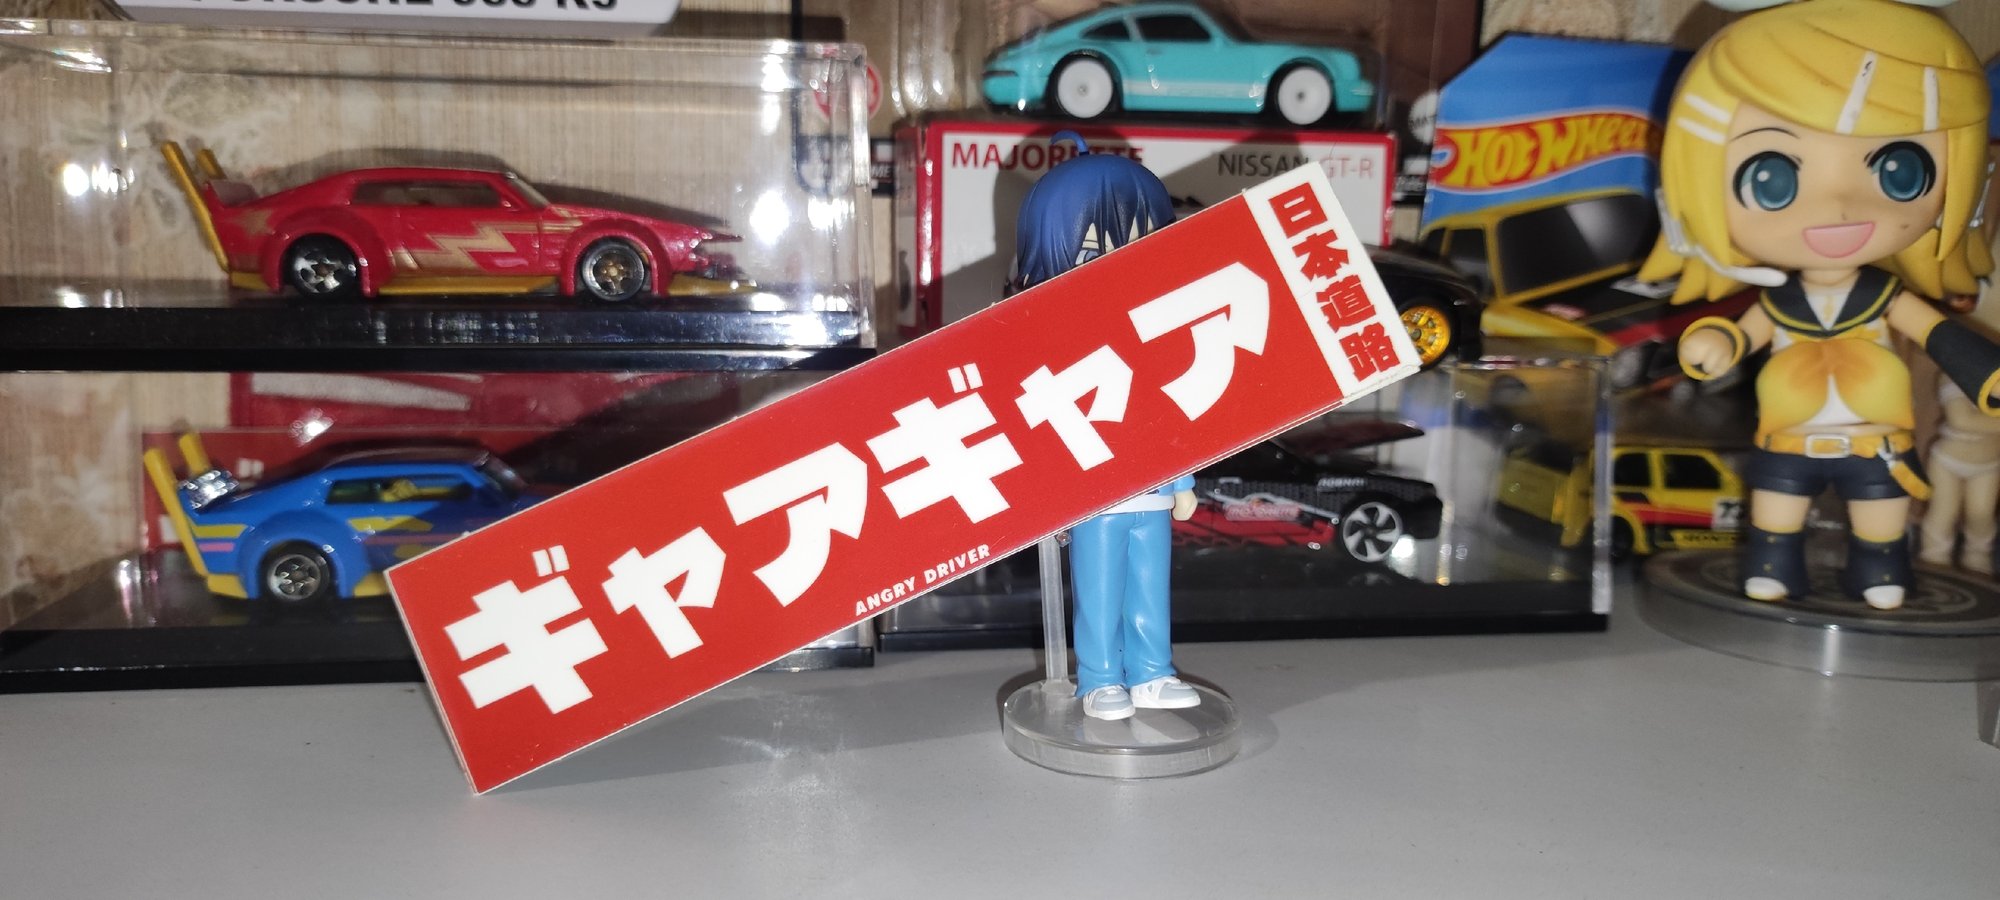 MAJORETTE
NISSAN GT-R
HOT WHEELS
日本道路
ギャアギャア
ANGRY DRIVER